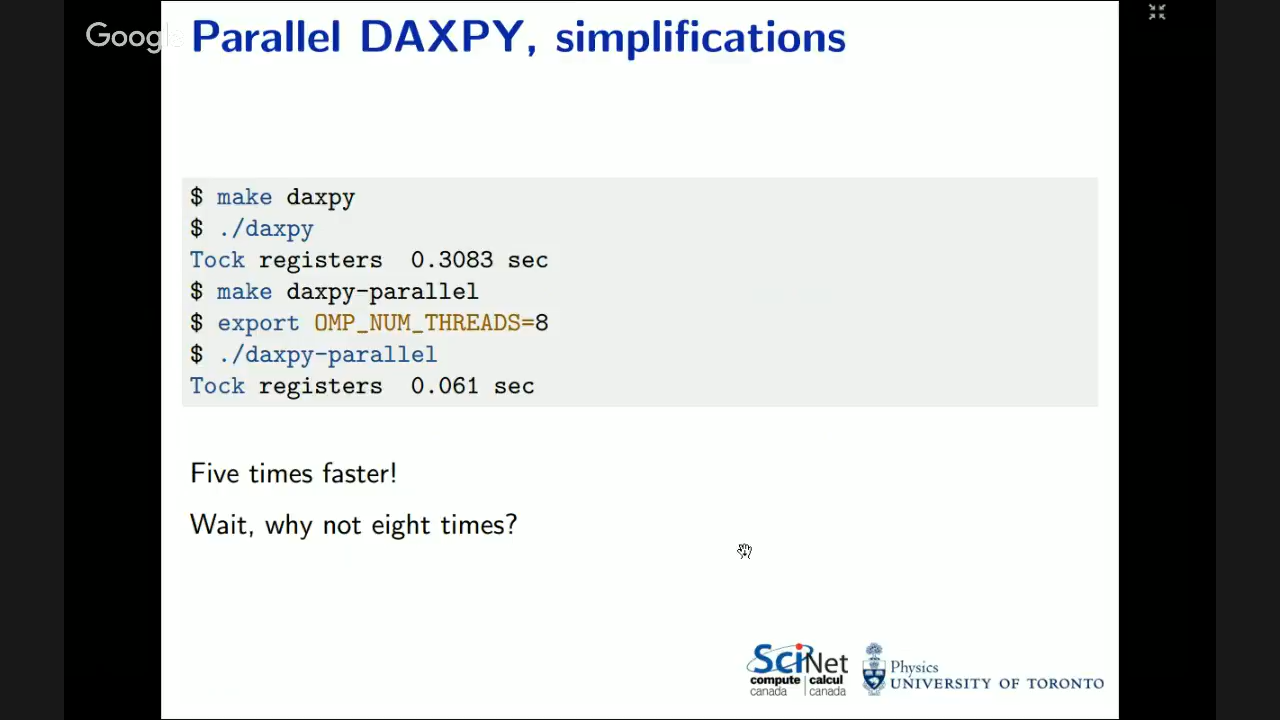 Google
Parallel DAXPY, simplifications
$ make daxpy
$ ./daxpy
Tock registers 0.3083 sec
$ make daxpy-parallel
$ export OMP_NUM_THREADS=8
$ ./daxpy-parallel
Tock registers 0.061 sec
Five times faster!
Wait, why not eight times?
SciNet
compute calcul
canada canada
Physics
UNIVERSITY OF TORONTO